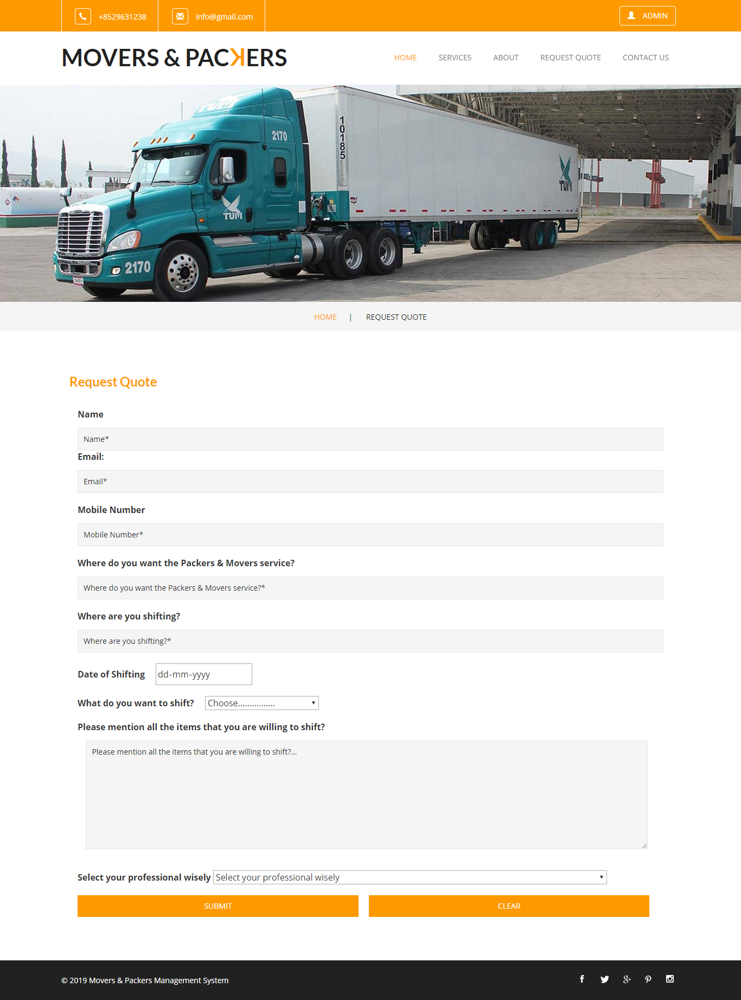 +8529631238 info@gmail.com ADMIN
MOVERS & PACKERS HOME SERVICES ABOUT REQUEST QUOTE CONTACT US
TUM
2170
10185
TUM
TUM
2170
HOME | REQUEST QUOTE
Request Quote
Name
Name*
Email:
Email*
Mobile Number
Mobile Number*
Where do you want the Packers & Movers service?
Where do you want the Packers & Movers service?*
Where are you shifting?
Where are you shifting?*
Date of Shifting dd-mm-yyyy
What do you want to shift? Choose................
Please mention all the items that you are willing to shift?
Please mention all the items that you are willing to shift?...
Select your professional wisely Select your professional wisely
SUBMIT CLEAR
© 2019 Movers & Packers Management System